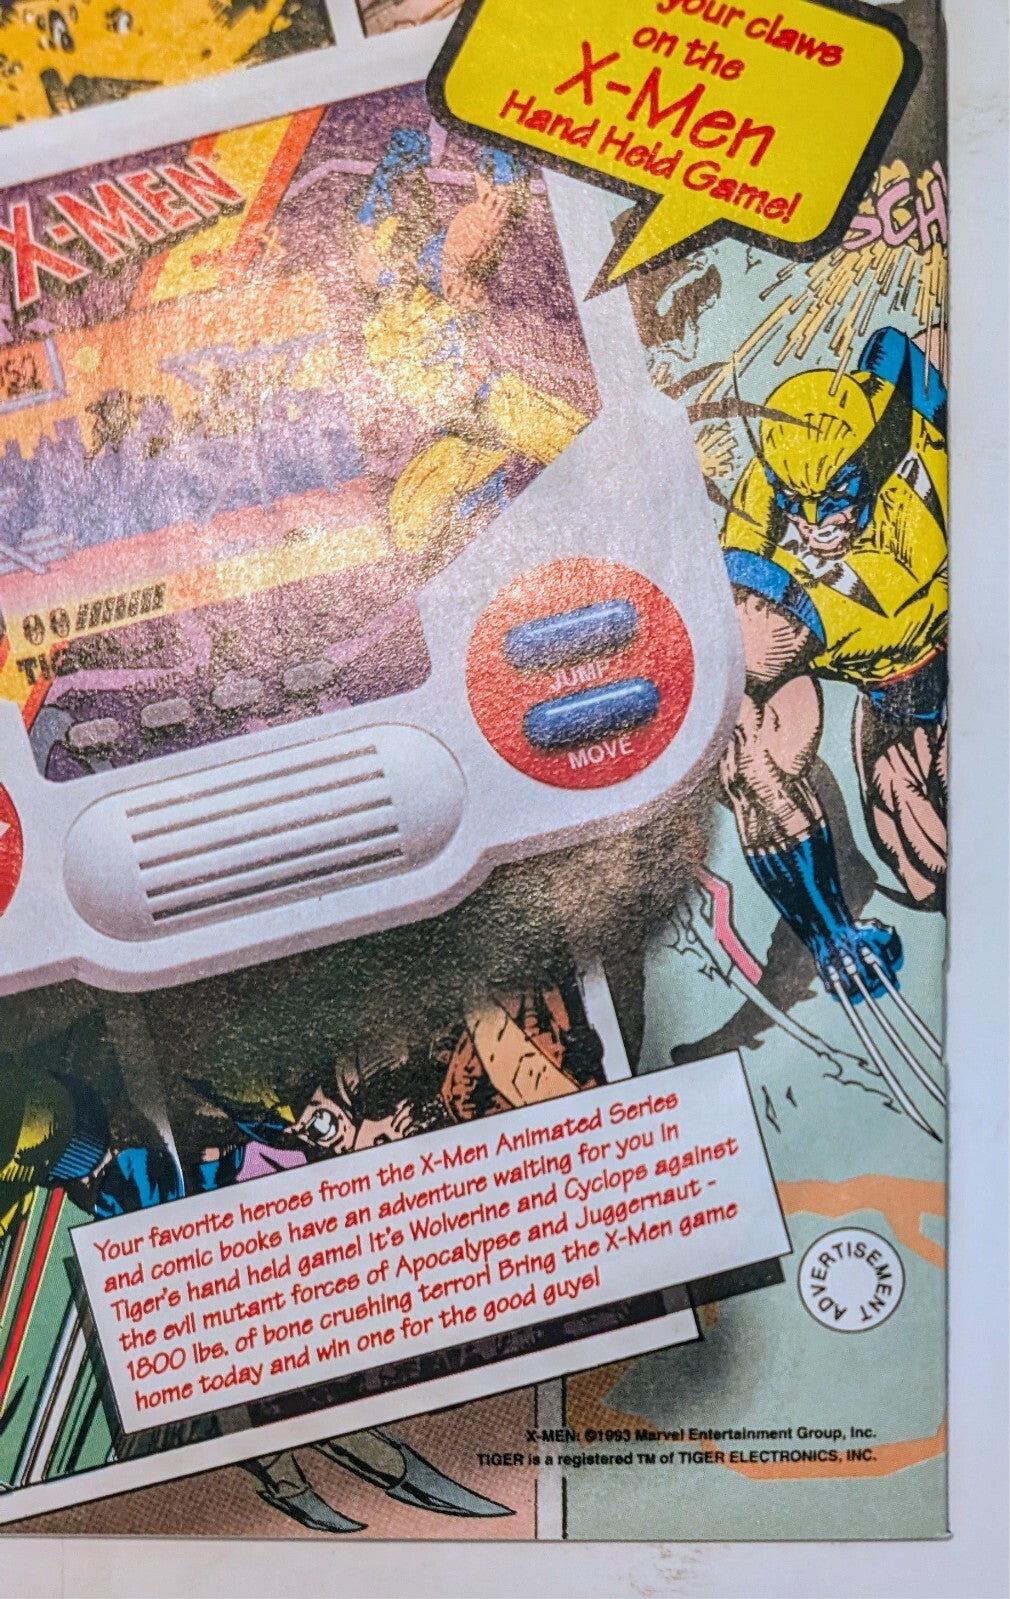 your claws
on the
X-Men
Hand Held Game!
X-MEN
SCH
TIGER
SOUND
JUMP
MOVE
Your favorite heroes from the X-Men Animated Series
and comic books have an adventure waiting for you in
Tiger's hand held game! It's Wolverine and Cyclops against
the evil mutant forces of Apocalypse and Juggernaut -
1800 lbs. of bone crushing terror! Bring the X-Men game
home today and win one for the good guys!
ADVERTISEMENT
X-MEN: ©1993 Marvel Entertainment Group, Inc.
TIGER is a registered TM of TIGER ELECTRONICS, INC.